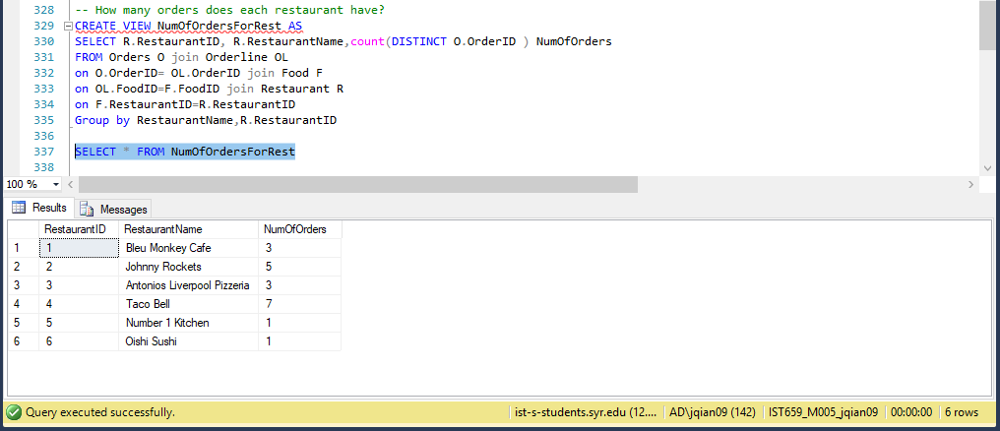 328 -- How many orders does each restaurant have?
329 CREATE VIEW NumOfOrdersForRest AS
330 SELECT R.RestaurantID, R.RestaurantName,count(DISTINCT O.OrderID ) NumOfOrders
331 FROM Orders O join Orderline OL
332 on O.OrderID= OL.OrderID join Food F
333 on OL.FoodID=F.FoodID join Restaurant R
334 on F.RestaurantID=R.RestaurantID
335 Group by RestaurantName,R.RestaurantID
336
337 SELECT * FROM NumOfOrdersForRest
338
100 %
Results Messages
RestaurantID RestaurantName NumOfOrders
1 1 Bleu Monkey Cafe 3
2 2 Johnny Rockets 5
3 3 Antonios Liverpool Pizzeria 3
4 4 Taco Bell 7
5 5 Number 1 Kitchen 1
6 6 Oishi Sushi 1
Query executed successfully. ist-s-students.syr.edu (12.... AD\jqian09 (142) IST659_M005_jqian09 00:00:00 6 rows